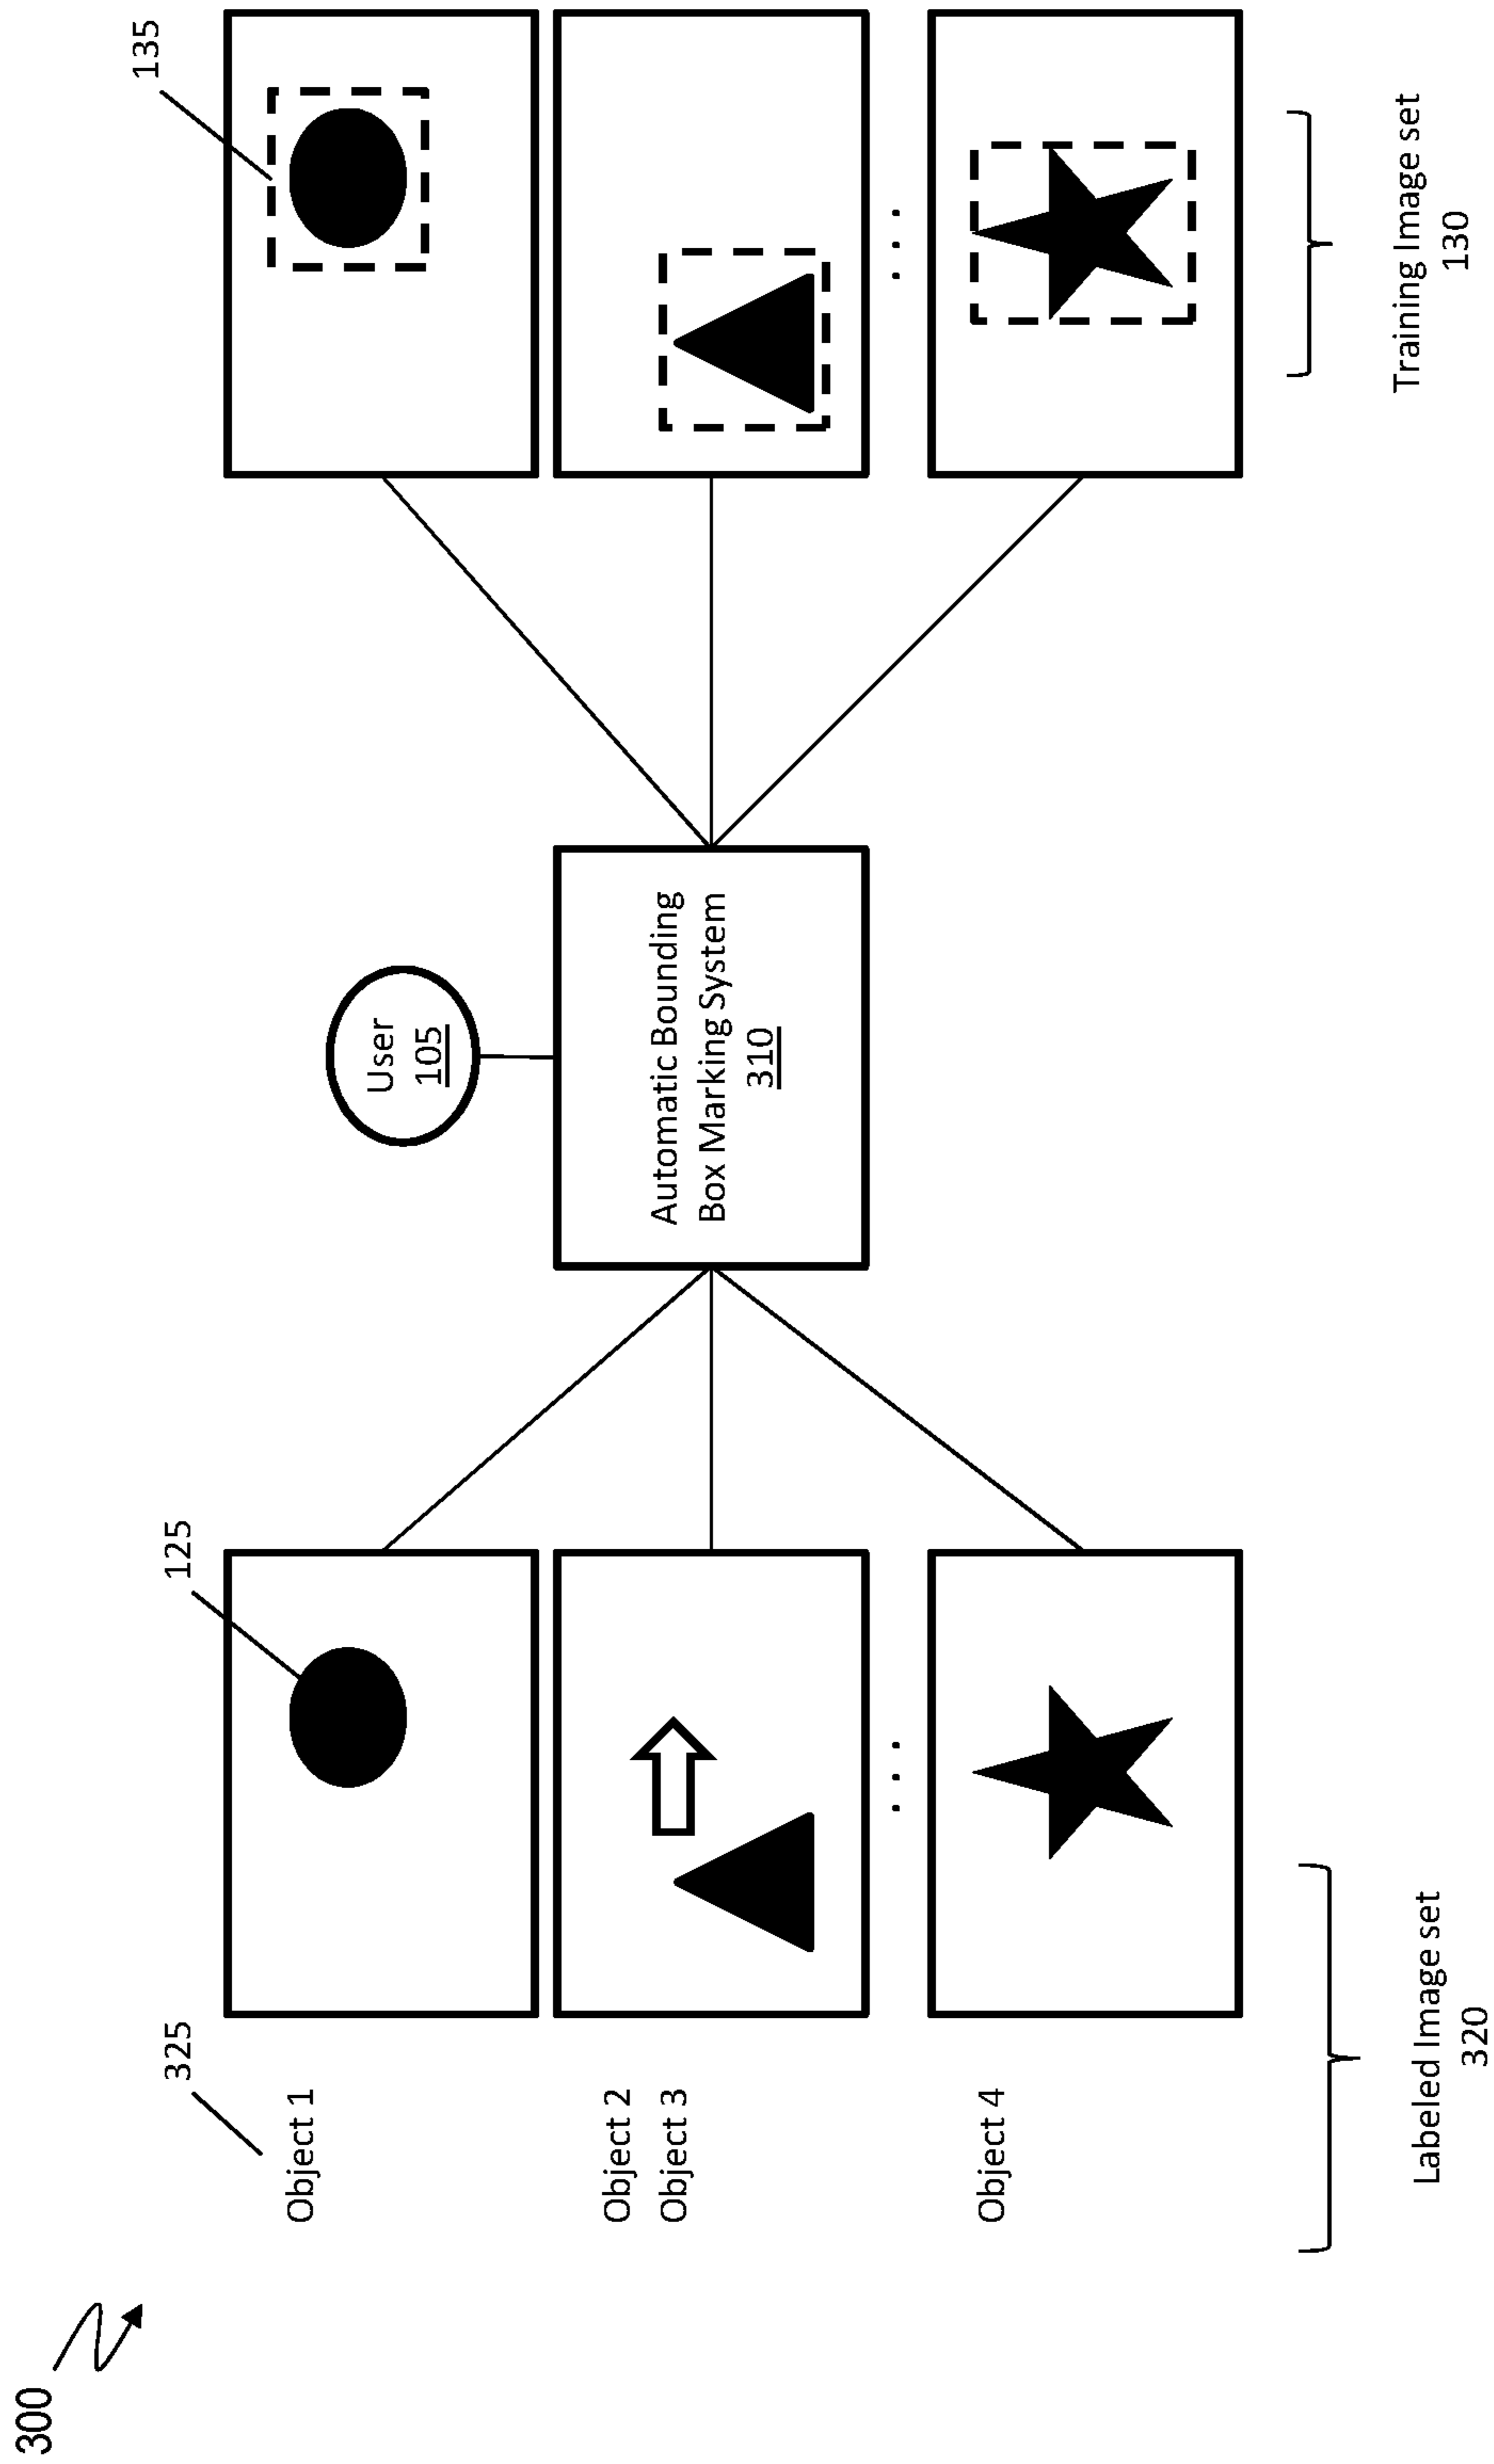 300
325
125
135
Object 1
Object 2
Object 3
Object 4
User
105
Automatic Bounding
Box Marking System
310
...
...
Labeled Image set
320
Training Image set
130